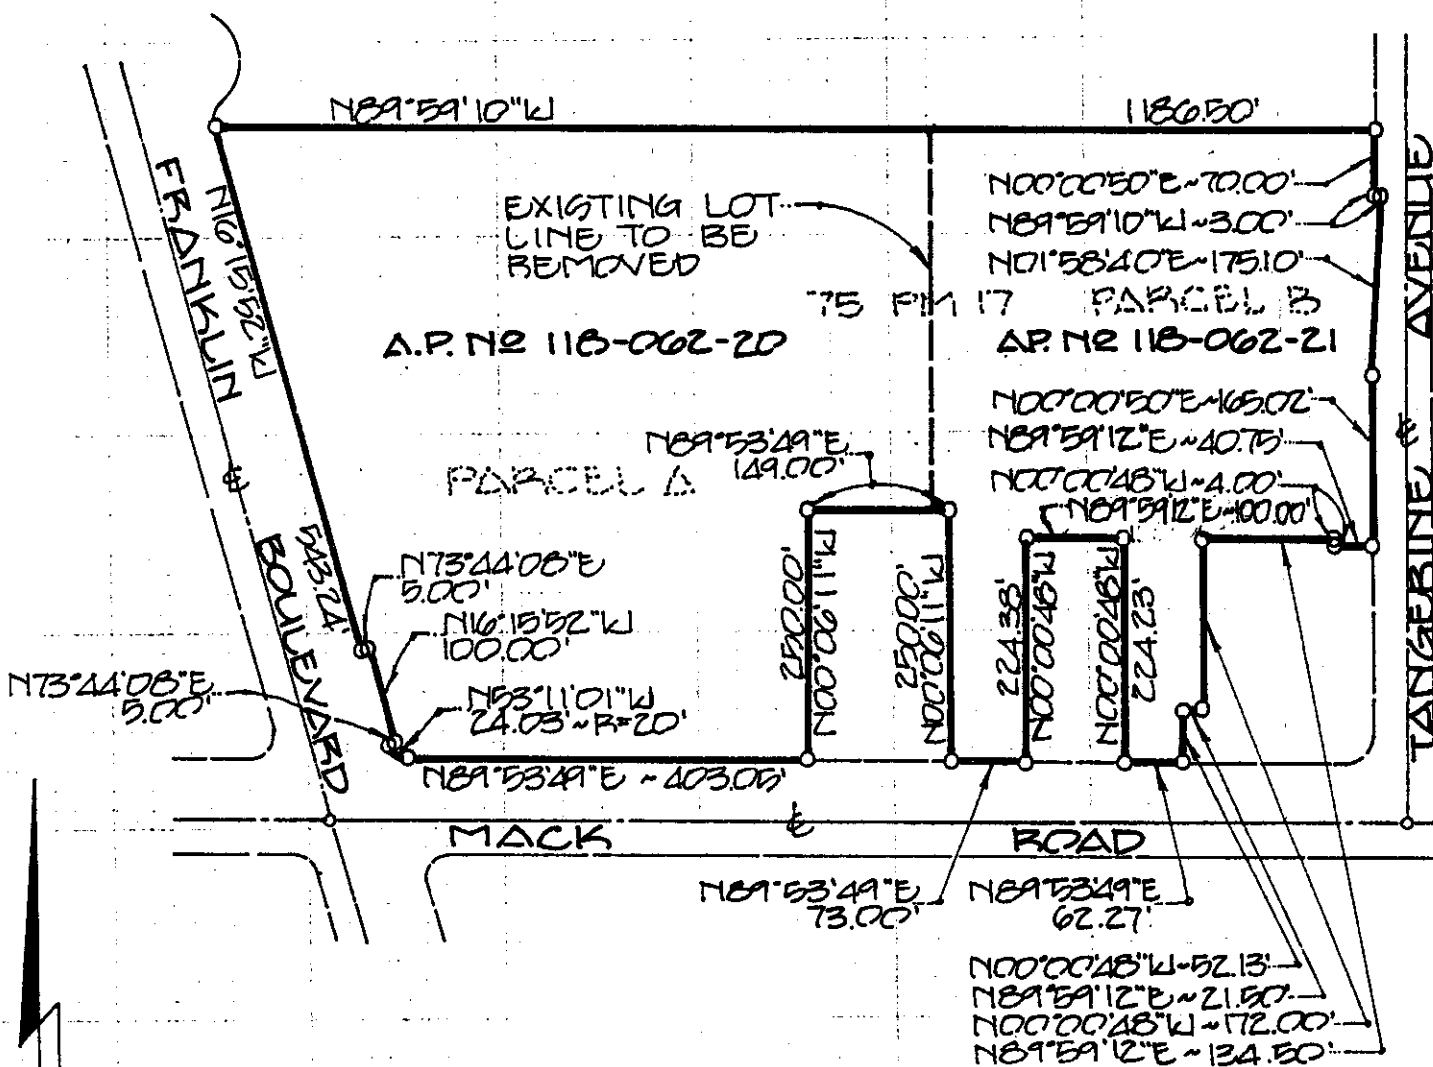 N89°59'10"W
1186.50'
N00°00'50"E~70.00'
N89°59'10"W~3.00'
N01°58'40"E~175.10'
EXISTING LOT
LINE TO BE
REMOVED
75 PM 17
PARCEL B
A.P. Nº 118-062-20
A.P. Nº 118-062-21
FRANKLIN
N16°15'52"W
543.24'
BOULEVARD
AVENUE
TANGERINE
N00°00'50"E~165.02'
N89°59'12"E~40.75'
N00°00'48"W~4.00'
N89°59'12"E~100.00'
N89°53'49"E
149.00'
PARCEL A
N73°44'08"E
5.00'
N16°15'52"W
100.00'
N73°44'08"E
5.00'
N53°11'01"W
24.03'~R=20'
N89°53'49"E ~403.05'
250.00'
N00°06'11"W
250.00'
N00°06'11"W
224.38'
N00°00'48"W
N00°00'48"W
224.23'
MACK
ROAD
N89°53'49"E
73.00'
N89°53'49"E
62.27'
N00°00'48"W~52.13'
N89°59'12"E~21.50'
N00°00'48"W~172.00'
N89°59'12"E~134.50'